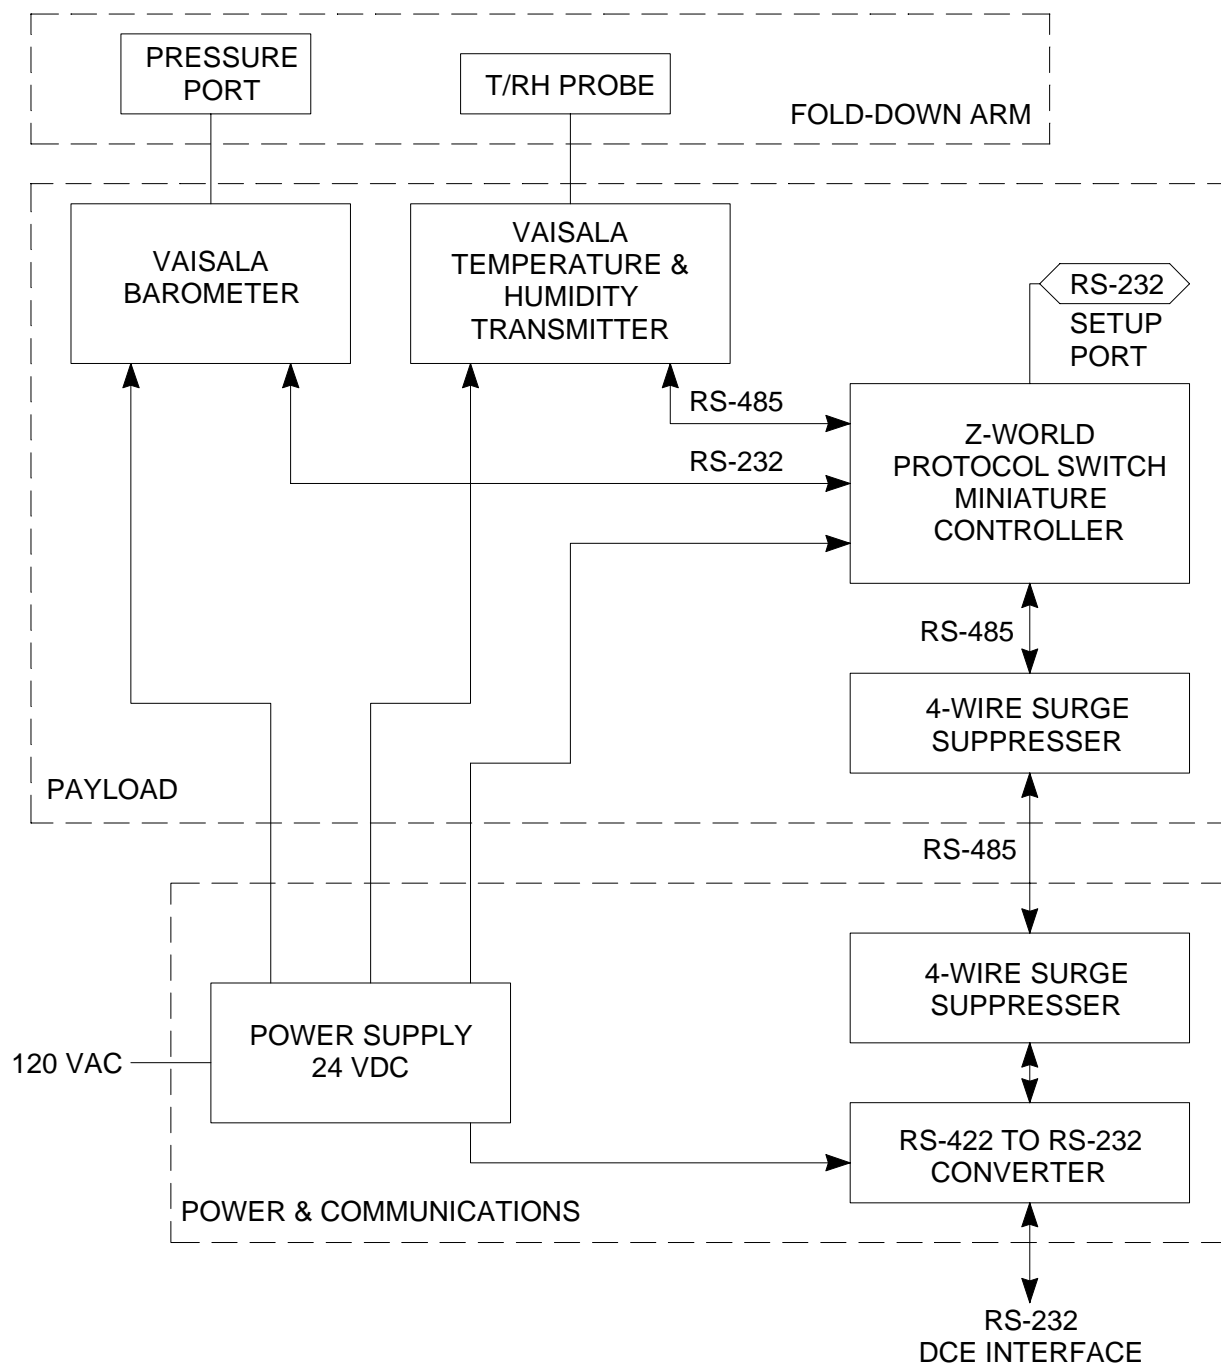 PRESSURE
PORT
T/RH PROBE
FOLD-DOWN ARM
VAISALA
BAROMETER
VAISALA
TEMPERATURE &
HUMIDITY
TRANSMITTER
RS-232
SETUP
PORT
RS-485
RS-232
Z-WORLD
PROTOCOL SWITCH
MINIATURE
CONTROLLER
RS-485
4-WIRE SURGE
SUPPRESSER
PAYLOAD
RS-485
4-WIRE SURGE
SUPPRESSER
POWER SUPPLY
24 VDC
120 VAC
RS-422 TO RS-232
CONVERTER
POWER & COMMUNICATIONS
RS-232
DCE INTERFACE